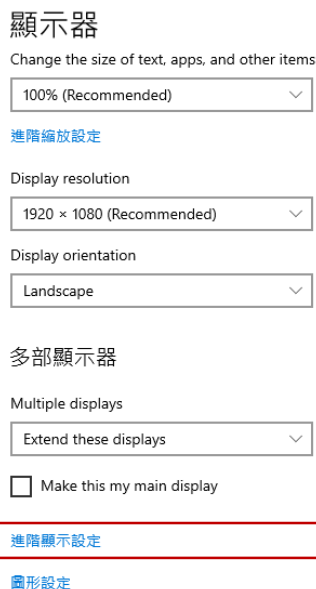 顯示器
Change the size of text, apps, and other items
100% (Recommended)
進階縮放設定
Display resolution
1920 × 1080 (Recommended)
Display orientation
Landscape
多部顯示器
Multiple displays
Extend these displays
Make this my main display
進階顯示設定
圖形設定